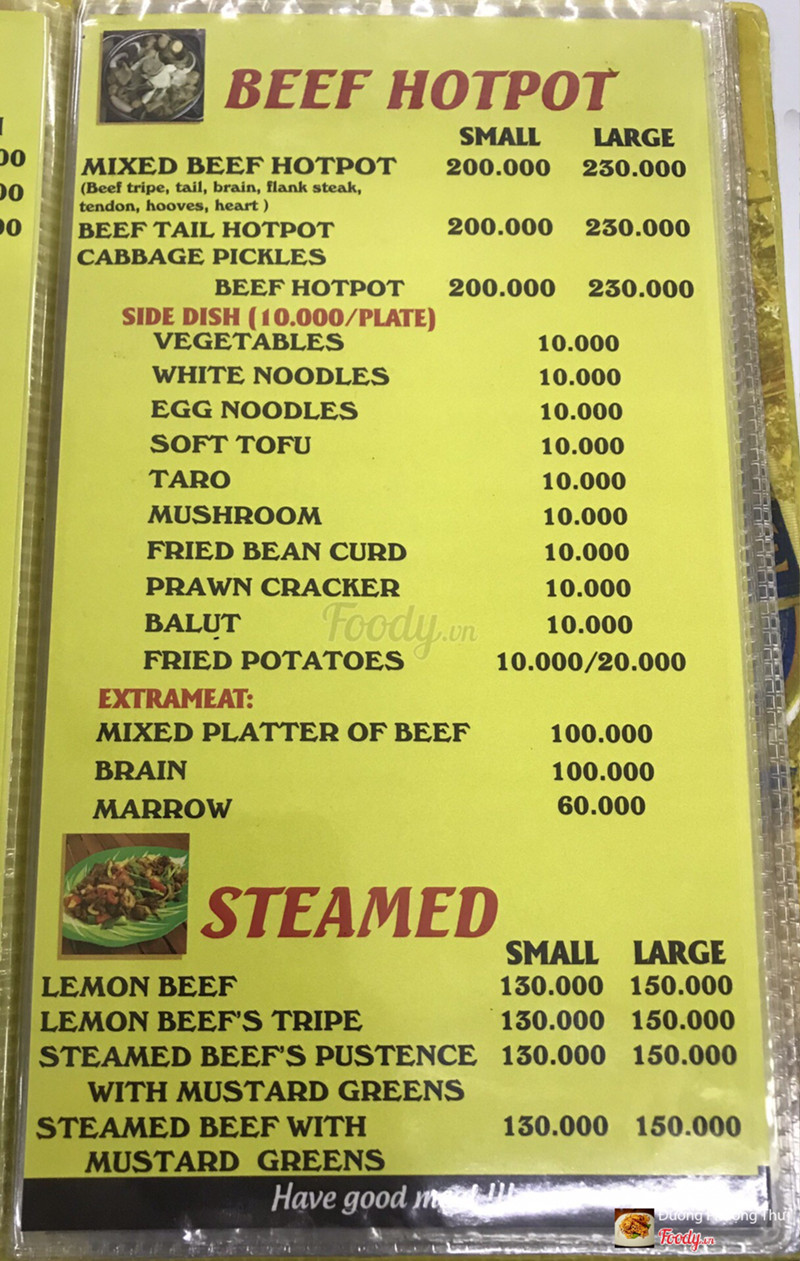 BEEF HOTPOT
SMALL LARGE
MIXED BEEF HOTPOT 200.000 230.000
(Beef tripe, tail, brain, flank steak,
tendon, hooves, heart )
BEEF TAIL HOTPOT 200.000 230.000
CABBAGE PICKLES
BEEF HOTPOT 200.000 230.000
SIDE DISH (10.000/PLATE)
VEGETABLES 10.000
WHITE NOODLES 10.000
EGG NOODLES 10.000
SOFT TOFU 10.000
TARO 10.000
MUSHROOM 10.000
FRIED BEAN CURD 10.000
PRAWN CRACKER 10.000
BALUT 10.000
Foody.vn
FRIED POTATOES 10.000/20.000
EXTRAMEAT:
MIXED PLATTER OF BEEF 100.000
BRAIN 100.000
MARROW 60.000
STEAMED
SMALL LARGE
LEMON BEEF 130.000 150.000
LEMON BEEF'S TRIPE 130.000 150.000
STEAMED BEEF'S PUSTENCE 130.000 150.000
WITH MUSTARD GREENS
STEAMED BEEF WITH 130.000 150.000
MUSTARD GREENS
Have good
Foody.vn